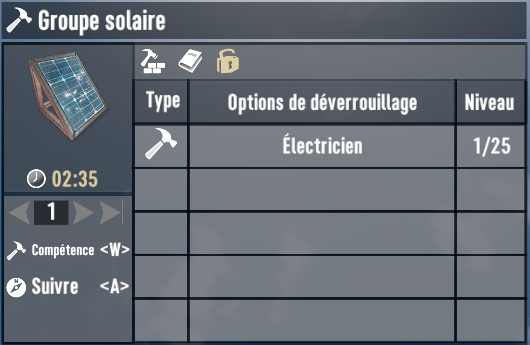 Groupe solaire
Type Options de déverrouillage Niveau
Électricien 1/25
02:35
1
Compétence <W>
Suivre <A>